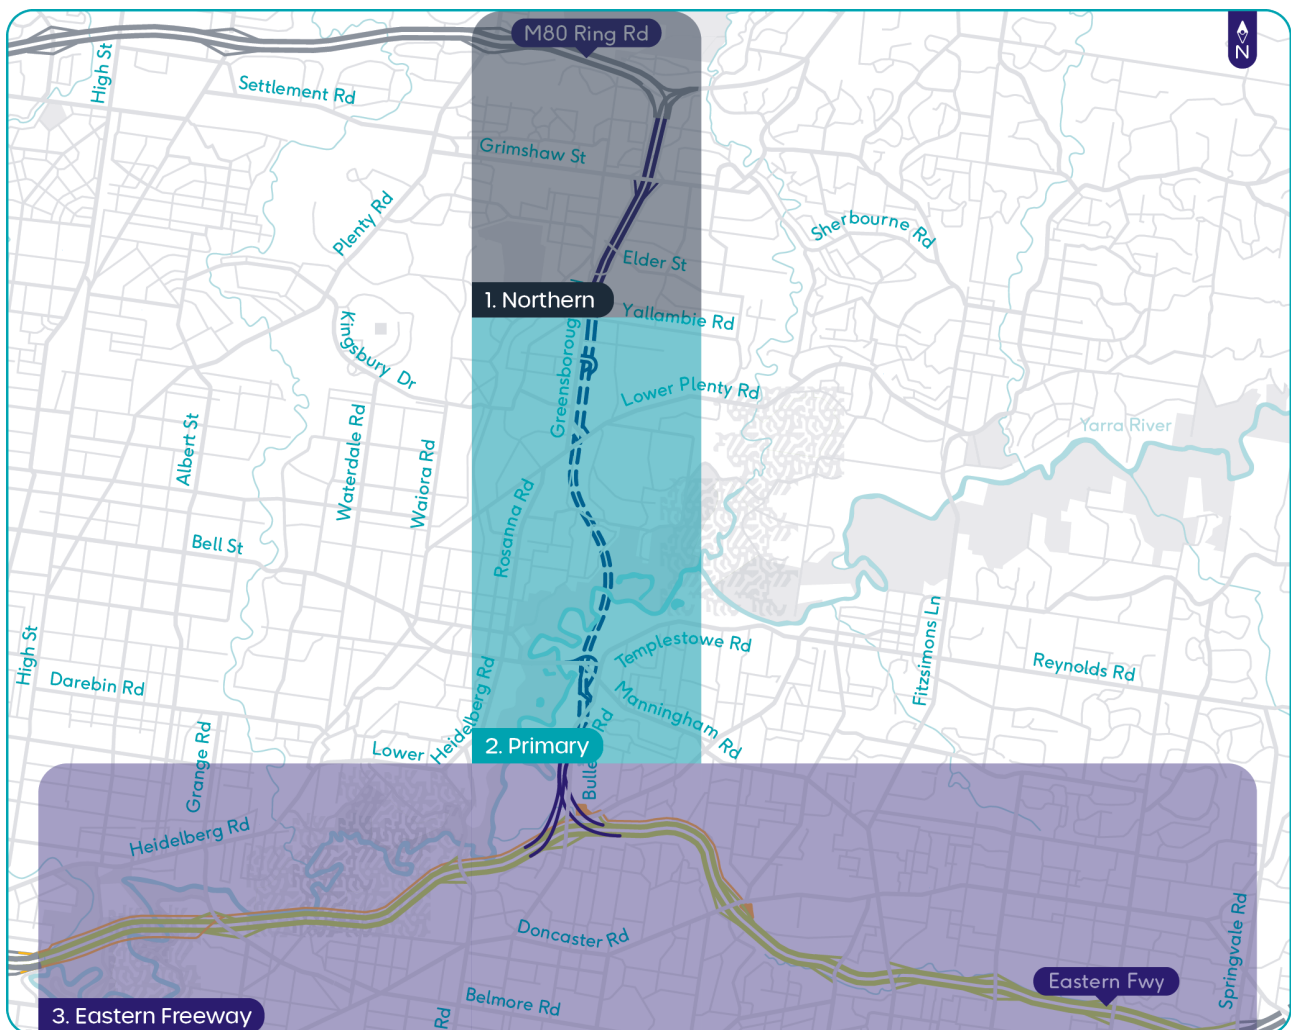 M80 Ring Rd
N
High St
Settlement Rd
Grimshaw St
Plenty Rd
Sherbourne Rd
Elder St
1. Northern
Yallambie Rd
Kingsbury Dr
Lower Plenty Rd
Albert St
Waterdale Rd
Waiora Rd
Yarra River
Rosanna Rd
Bell St
High St
Templestowe Rd
Fitzsimons Ln
Reynolds Rd
Darebin Rd
Manningham Rd
Lower Heidelberg Rd
2. Primary
Grange Rd
Heidelberg Rd
Doncaster Rd
Springvale Rd
Eastern Fwy
Belmore Rd
3. Eastern Freeway
Rd